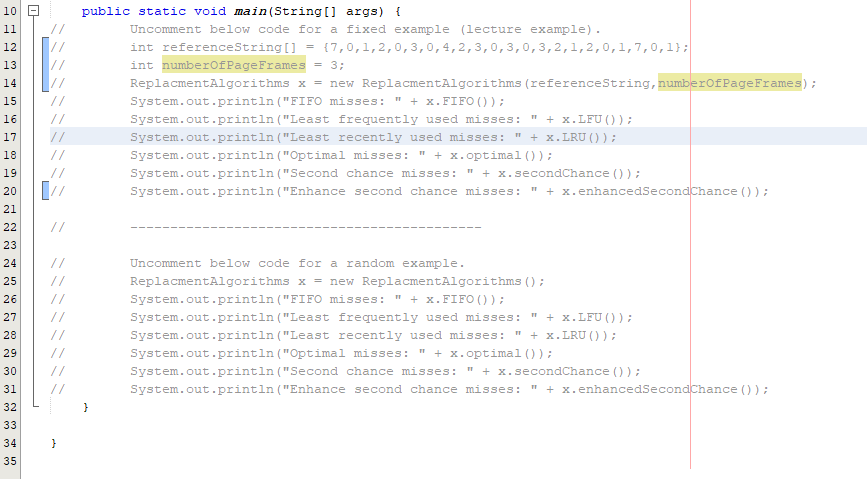 10 public static void main(String[] args) {
11 // Uncomment below code for a fixed example (lecture example).
12 // int referenceString[] = {7,0,1,2,0,3,0,4,2,3,0,3,0,3,2,1,2,0,1,7,0,1};
13 // int numberOfPageFrames = 3;
14 // ReplacmentAlgorithms x = new ReplacmentAlgorithms(referenceString,numberOfPageFrames);
15 // System.out.println("FIFO misses: " + x.FIFO());
16 // System.out.println("Least frequently used misses: " + x.LFU());
17 // System.out.println("Least recently used misses: " + x.LRU());
18 // System.out.println("Optimal misses: " + x.optimal());
19 // System.out.println("Second chance misses: " + x.secondChance());
20 // System.out.println("Enhance second chance misses: " + x.enhancedSecondChance());
21
22 // --------------------------------------------
23
24 // Uncomment below code for a random example.
25 // ReplacmentAlgorithms x = new ReplacmentAlgorithms();
26 // System.out.println("FIFO misses: " + x.FIFO());
27 // System.out.println("Least frequently used misses: " + x.LFU());
28 // System.out.println("Least recently used misses: " + x.LRU());
29 // System.out.println("Optimal misses: " + x.optimal());
30 // System.out.println("Second chance misses: " + x.secondChance());
31 // System.out.println("Enhance second chance misses: " + x.enhancedSecondChance());
32 }
33
34 }
35